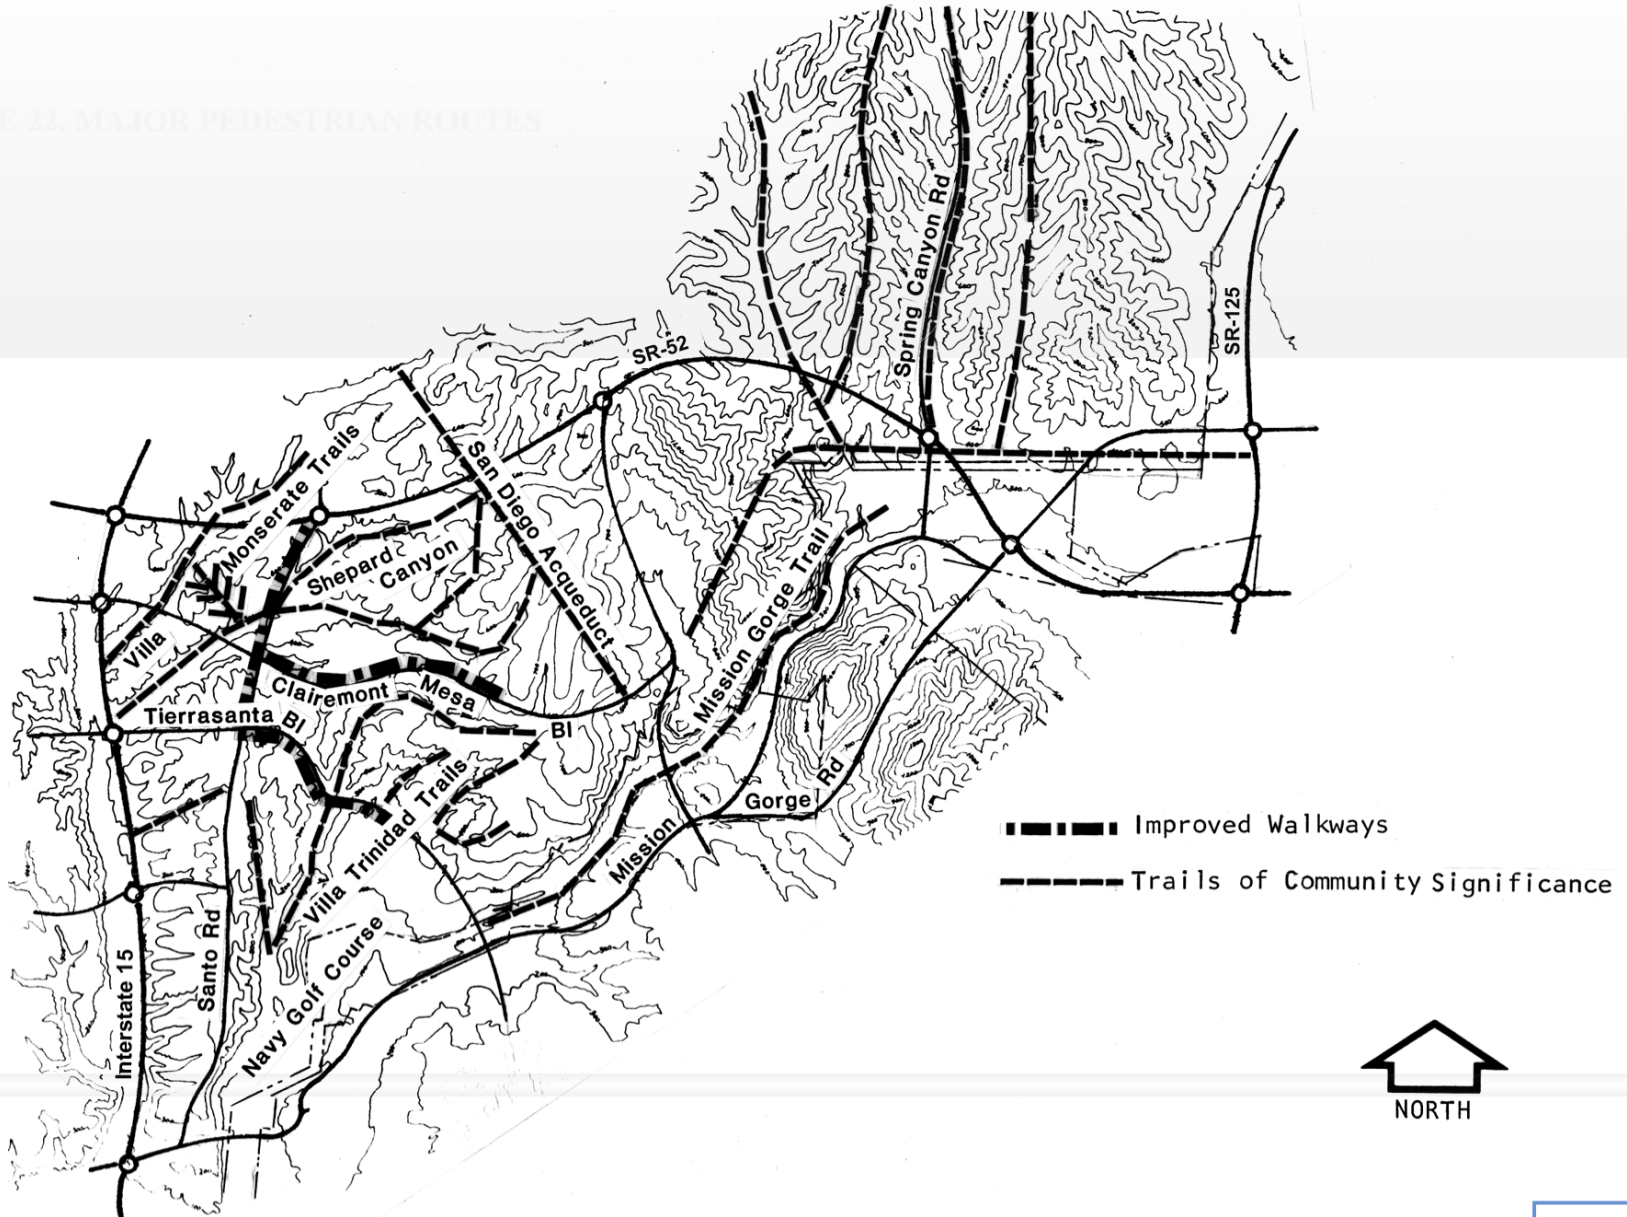 E 22. MAJOR PEDESTRIAN ROUTES
SR-52
Spring Canyon Rd
SR-125
Monserate Trails
Villa
Shepard
Canyon
San Diego Acqueduct
Mission Gorge Trail
Clairemont
Mesa
Bl
Tierrasanta Bl
Villa Trinidad Trails
Mission
Gorge
Rd
Navy Golf Course
Santo Rd
Interstate 15
Improved Walkways
Trails of Community Significance
NORTH